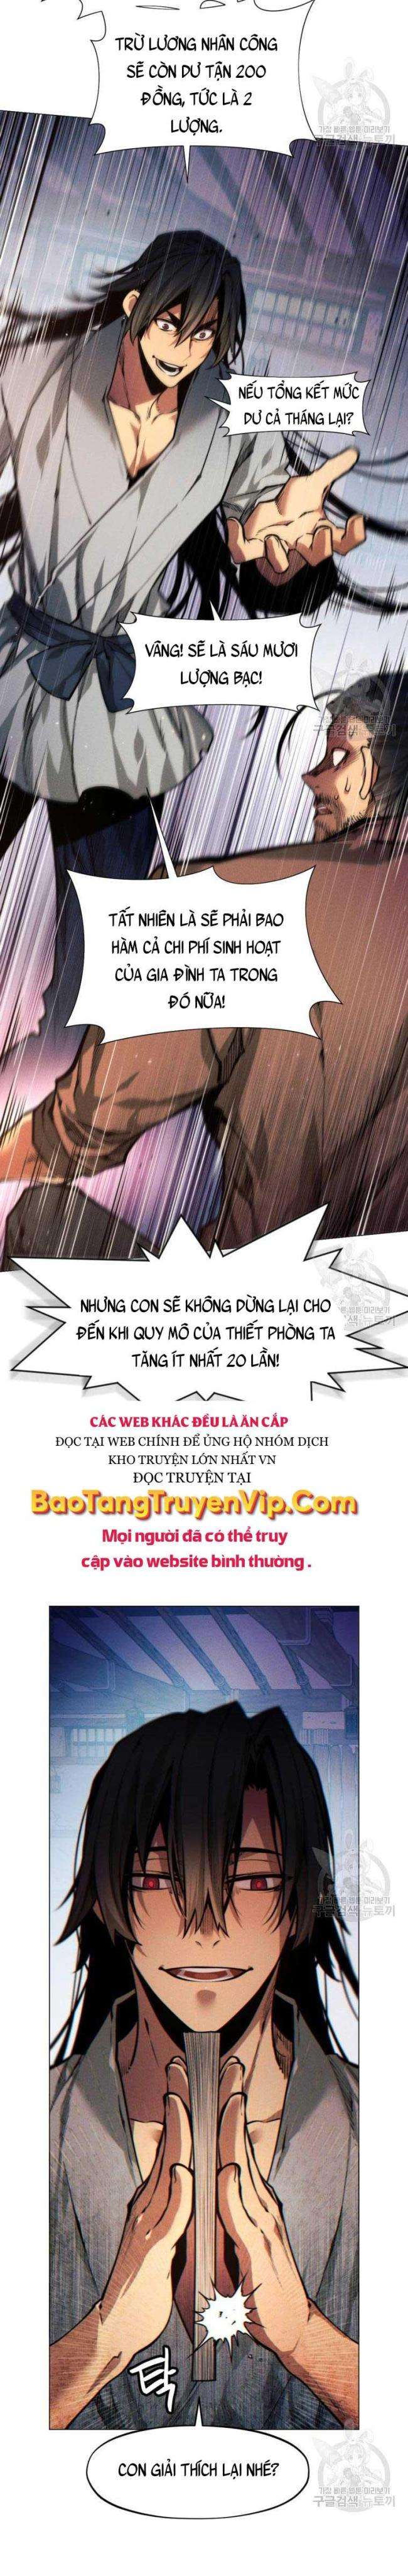 TRỪ LƯƠNG NHÂN CÔNG
SẼ CÒN DƯ TẬN 200
ĐỒNG, TỨC LÀ 2
LƯỢNG.
NẾU TỔNG KẾT MỨC
DƯ CẢ THÁNG LẠI?
VÂNG! SẼ LÀ SÁU MƯƠI
LƯỢNG BẠC!
TẤT NHIÊN LÀ SẼ PHẢI BAO
HÀM CẢ CHI PHÍ SINH HOẠT
CỦA GIA ĐÌNH TA TRONG
ĐÓ NỮA!
NHƯNG CON SẼ KHÔNG DỪNG LẠI CHO
ĐẾN KHI QUY MÔ CỦA THIẾT PHÒNG TA
TĂNG ÍT NHẤT 20 LẦN!
CÁC WEB KHÁC ĐỀU LÀ ĂN CẮP
ĐỌC TẠI WEB CHÍNH ĐỂ ỦNG HỘ NHÓM DỊCH
KHO TRUYỆN LỚN NHẤT VN
ĐỌC TRUYỆN TẠI
BaoTangTruyenVip.Com
Mọi người đã có thể truy
cập vào website bình thường .
탁
CON GIẢI THÍCH LẠI NHÉ?